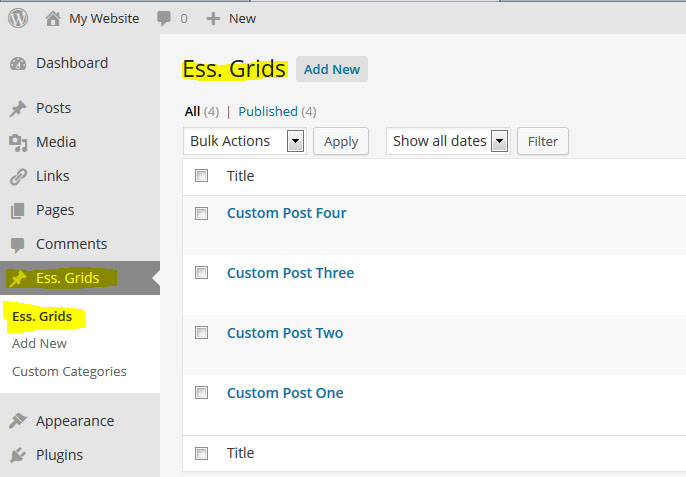 My Website 0 New
Dashboard
Posts
Media
Links
Pages
Comments
Ess. Grids
Ess. Grids
Add New
Custom Categories
Appearance
Plugins
Ess. Grids Add New
All (4) | Published (4)
Bulk Actions Apply Show all dates Filter
Title
Custom Post Four
Custom Post Three
Custom Post Two
Custom Post One
Title